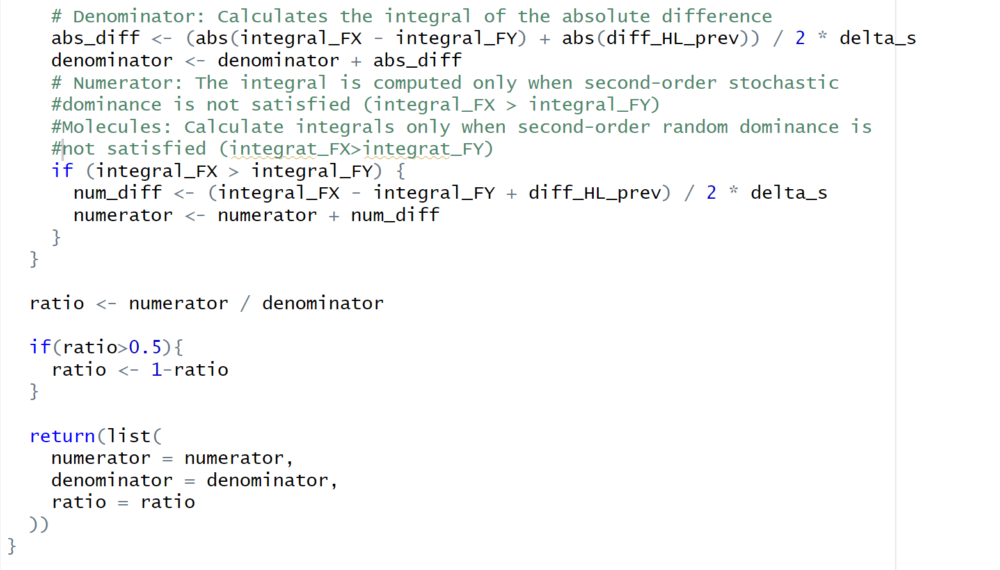 # Denominator: Calculates the integral of the absolute difference
abs_diff <- (abs(integral_FX - integral_FY) + abs(diff_HL_prev)) / 2 * delta_s
denominator <- denominator + abs_diff
# Numerator: The integral is computed only when second-order stochastic
#dominance is not satisfied (integral_FX > integral_FY)
#Molecules: Calculate integrals only when second-order random dominance is
#not satisfied (integrat_FX>integrat_FY)
if (integral_FX > integral_FY) {
num_diff <- (integral_FX - integral_FY + diff_HL_prev) / 2 * delta_s
numerator <- numerator + num_diff
}
}
ratio <- numerator / denominator
if(ratio>0.5){
ratio <- 1-ratio
}
return(list(
numerator = numerator,
denominator = denominator,
ratio = ratio
))
}